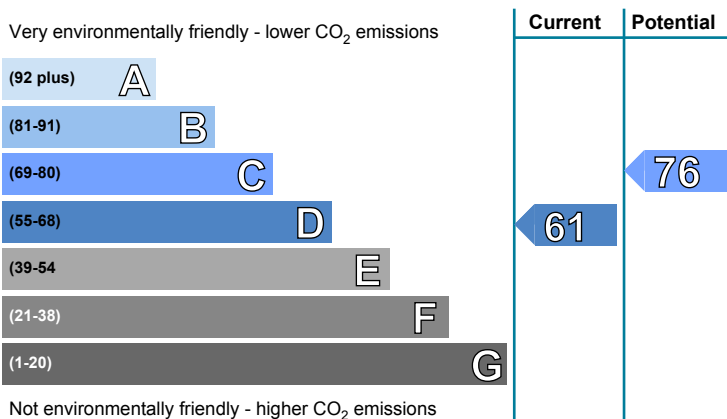 Very environmentally friendly - lower CO2 emissions
Current
Potential
(92 plus) A
(81-91) B
(69-80) C
76
(55-68) D
61
(39-54 E
(21-38) F
(1-20) G
Not environmentally friendly - higher CO2 emissions